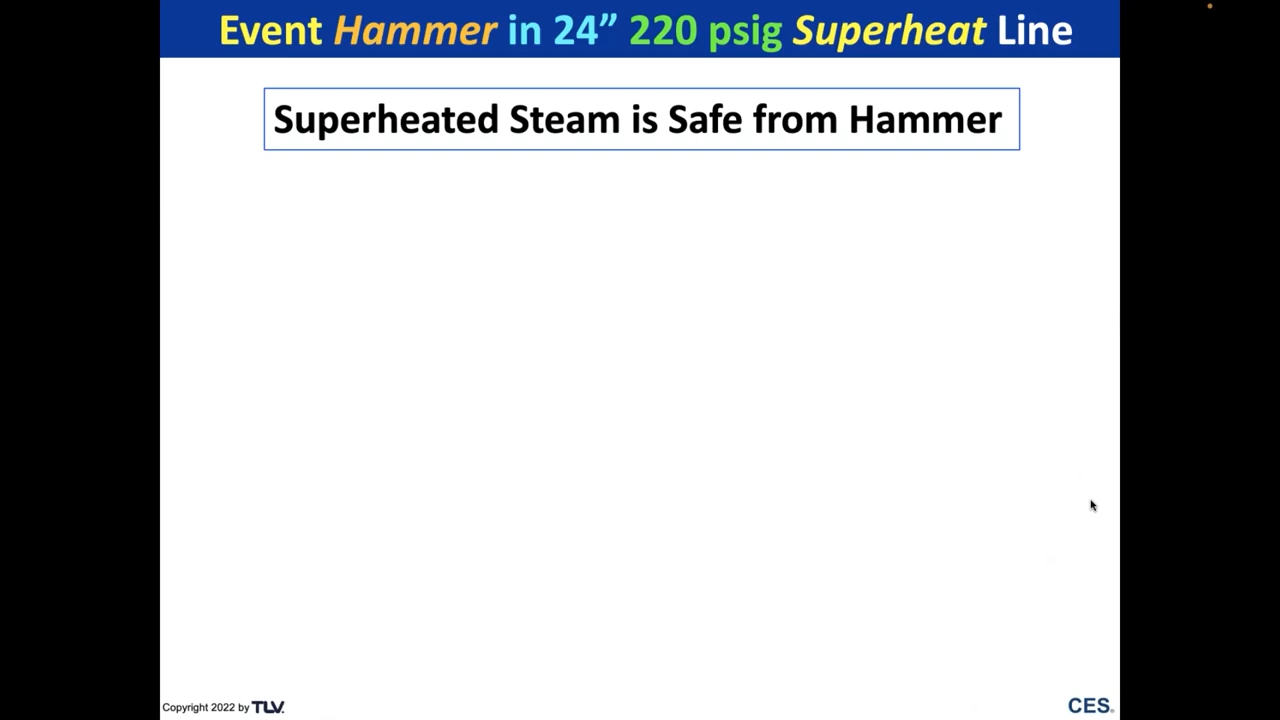 Event Hammer in 24” 220 psig Superheat Line
Superheated Steam is Safe from Hammer
Copyright 2022 by TLV.
CES.